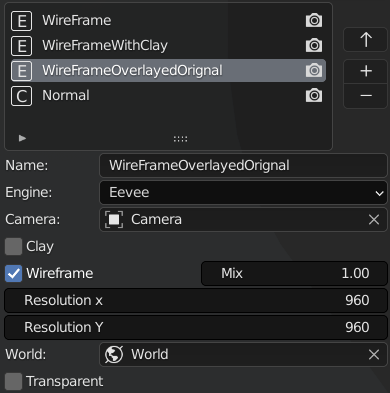 E WireFrame
E WireFrameWithClay
E WireFrameOverlayedOrignal
C Normal
Name: WireFrameOverlayedOrignal
Engine: Eevee
Camera: Camera
Clay
Wireframe Mix 1.00
Resolution x 960
Resolution Y 960
World: World
Transparent